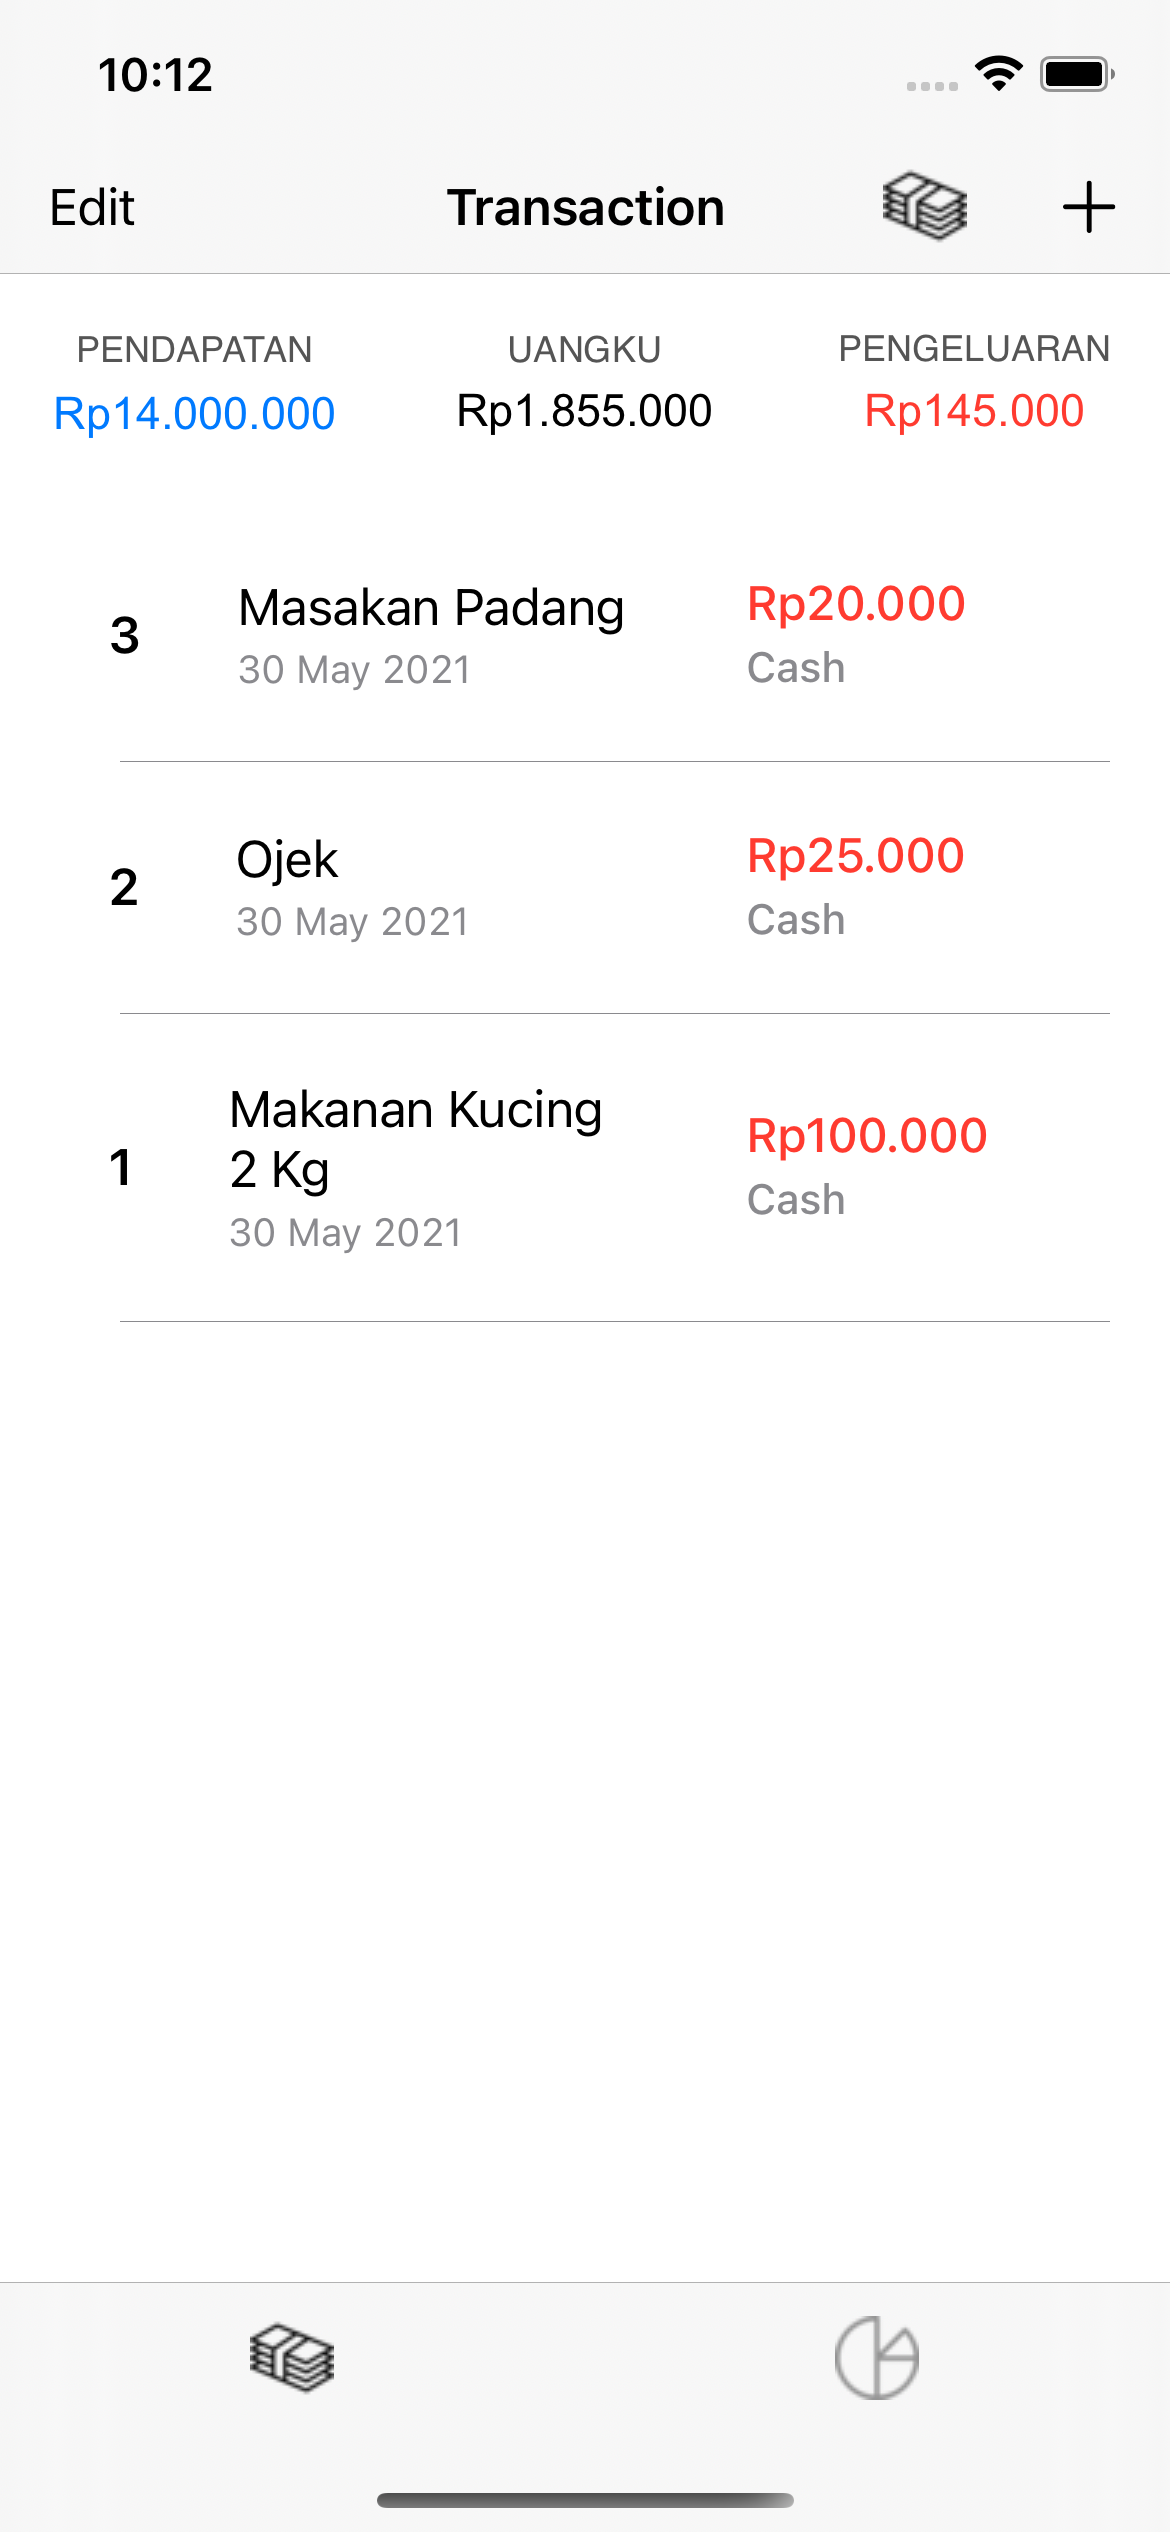 10:12
Edit
Transaction
PENDAPATAN
UANGKU
PENGELUARAN
Rp14.000.000
Rp1.855.000
Rp145.000
3
Masakan Padang
Rp20.000
30 May 2021
Cash
2
Ojek
Rp25.000
30 May 2021
Cash
1
Makanan Kucing
2 Kg
Rp100.000
30 May 2021
Cash